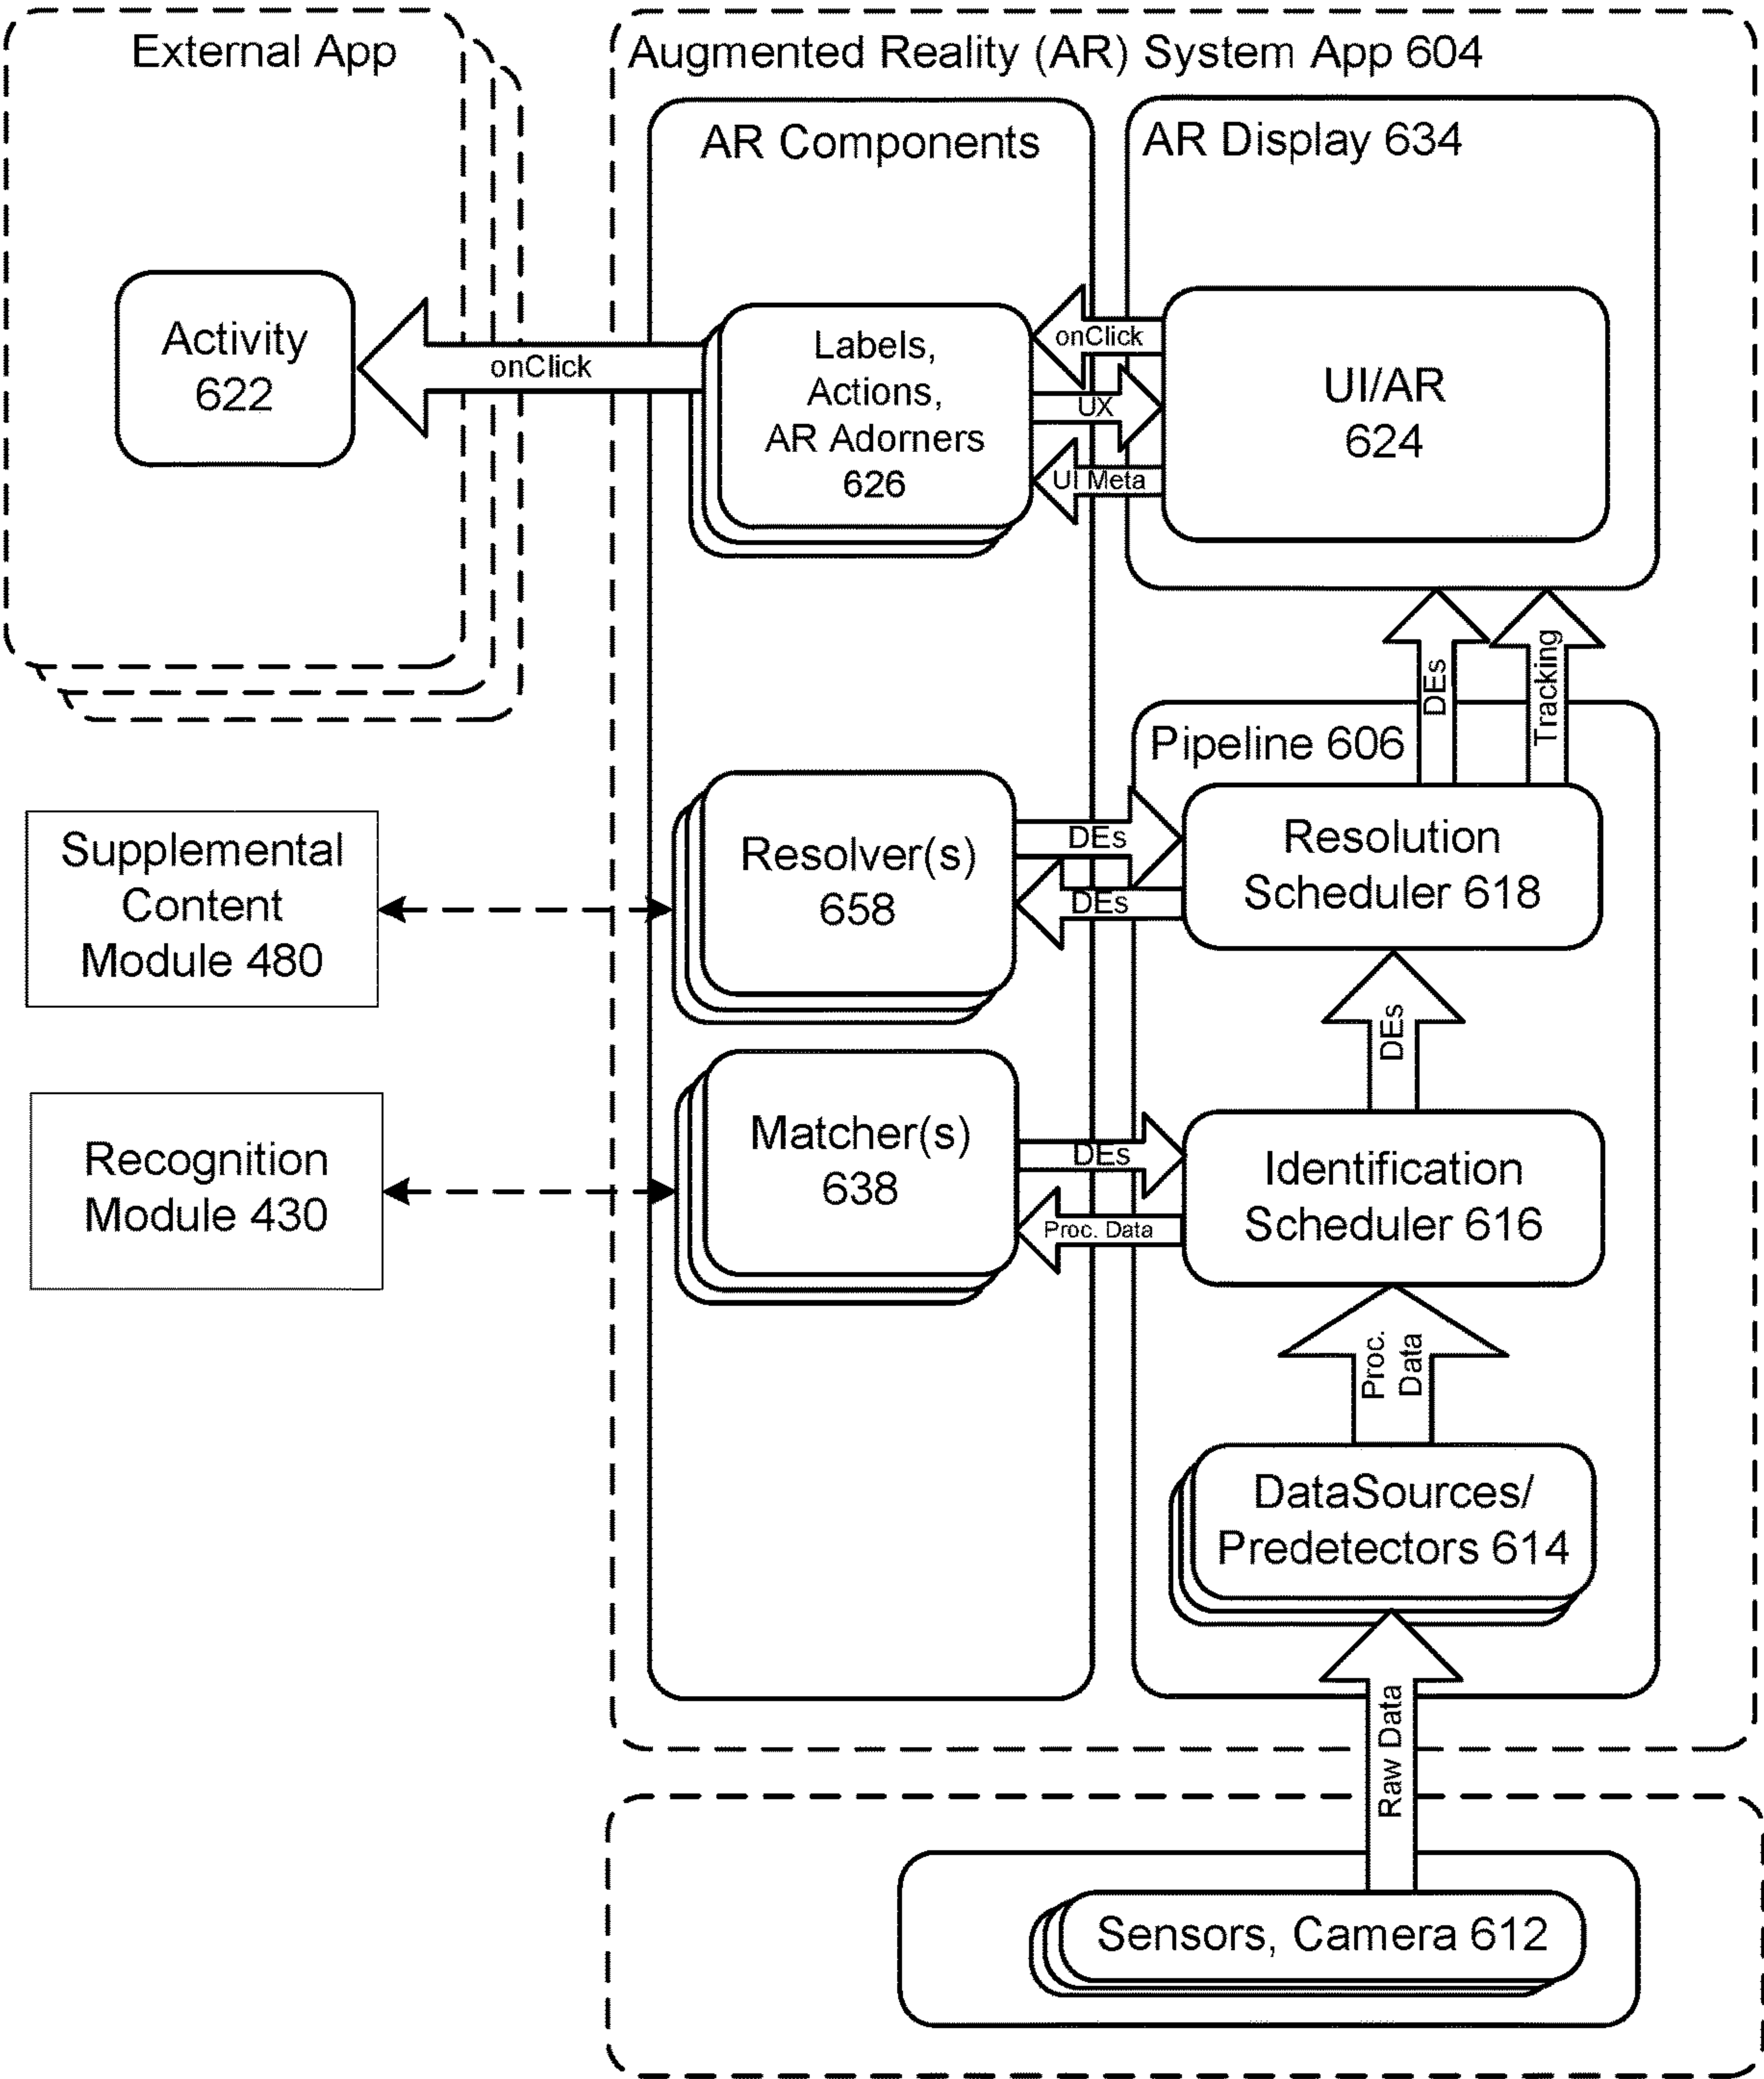 External App
Augmented Reality (AR) System App 604
AR Components
AR Display 634
Activity
622
onClick
Labels,
Actions,
AR Adorners
626
onClick
UX
UI Meta
UI/AR
624
DEs
Tracking
Pipeline 606
Supplemental
Content
Module 480
Resolver(s)
658
DEs
DEs
Resolution
Scheduler 618
DEs
Recognition
Module 430
Matcher(s)
638
DEs
Proc. Data
Identification
Scheduler 616
Proc.
Data
DataSources/
Predetectors 614
Raw Data
Sensors, Camera 612